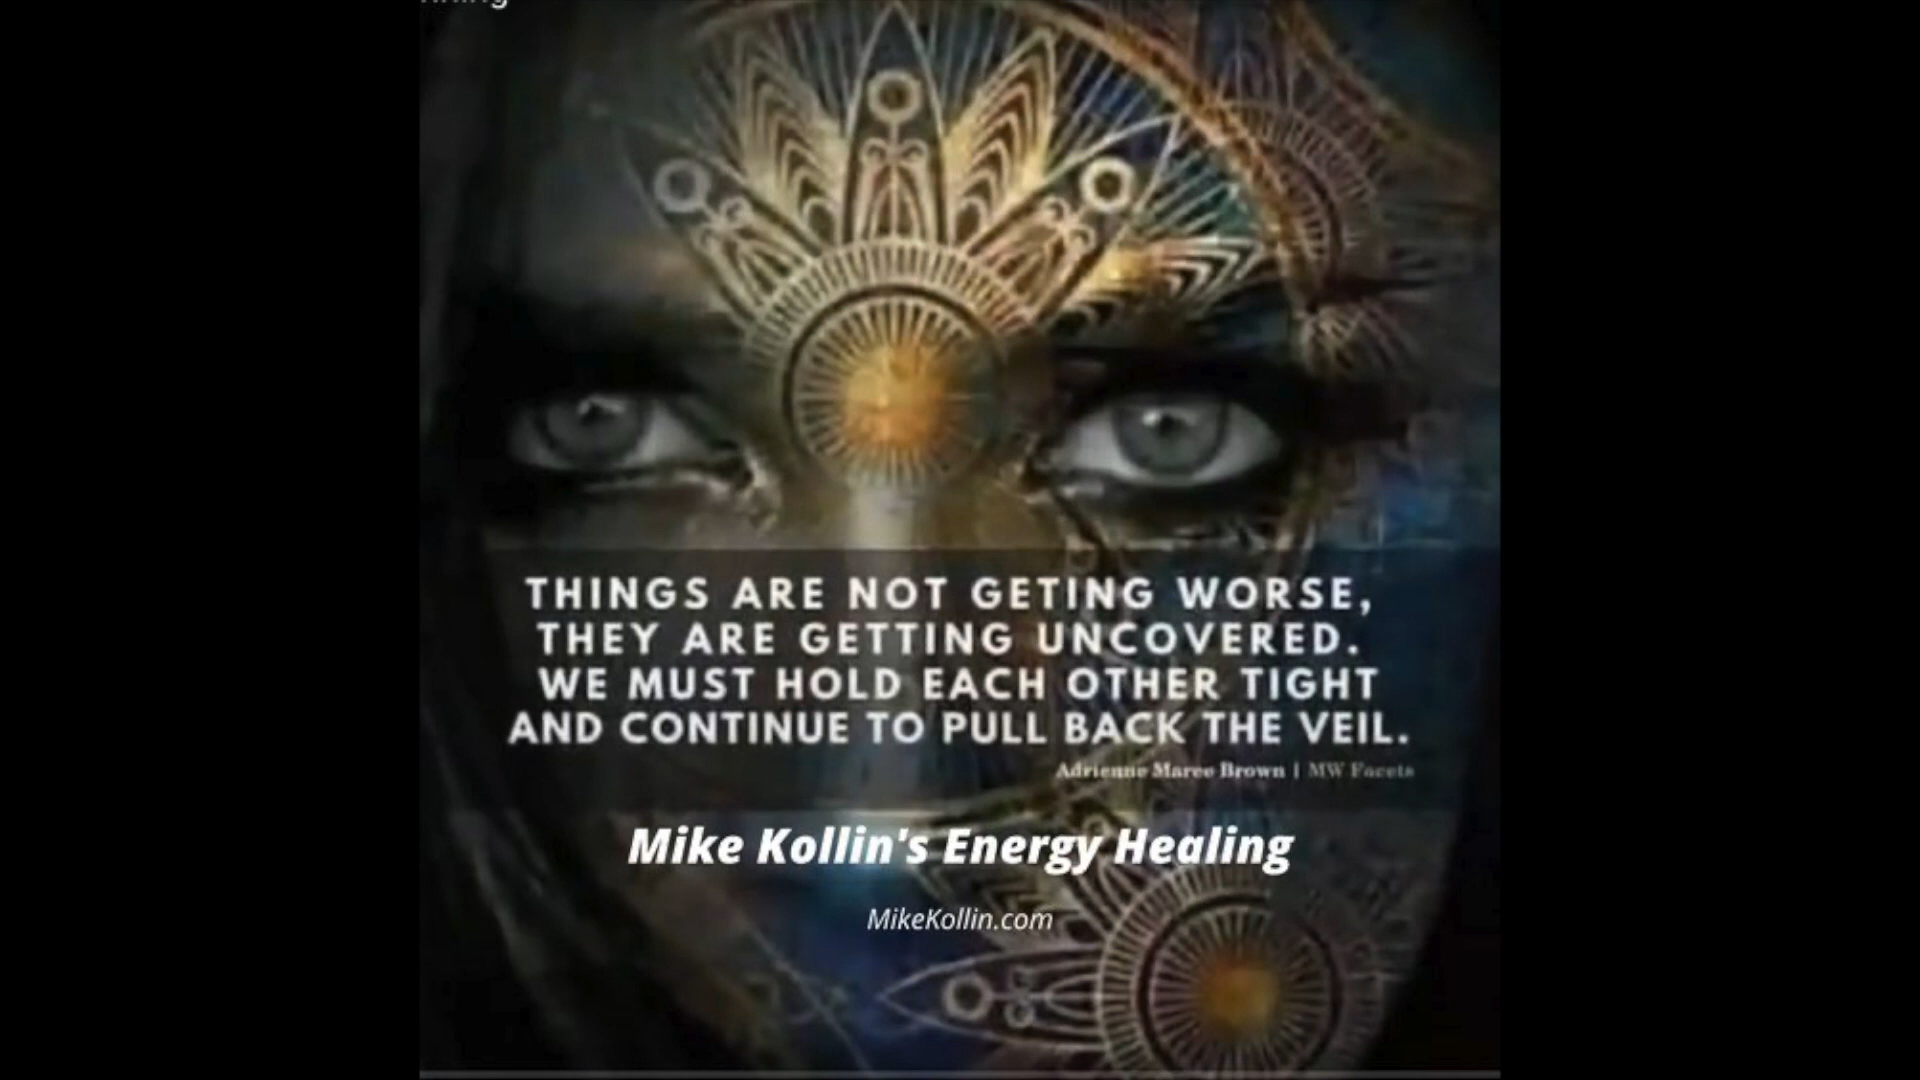 THINGS ARE NOT GETING WORSE,
THEY ARE GETTING UNCOVERED.
WE MUST HOLD EACH OTHER TIGHT
AND CONTINUE TO PULL BACK THE VEIL.
Adrienne Maree Brown | MW Facets
Mike Kollin's Energy Healing
MikeKollin.com